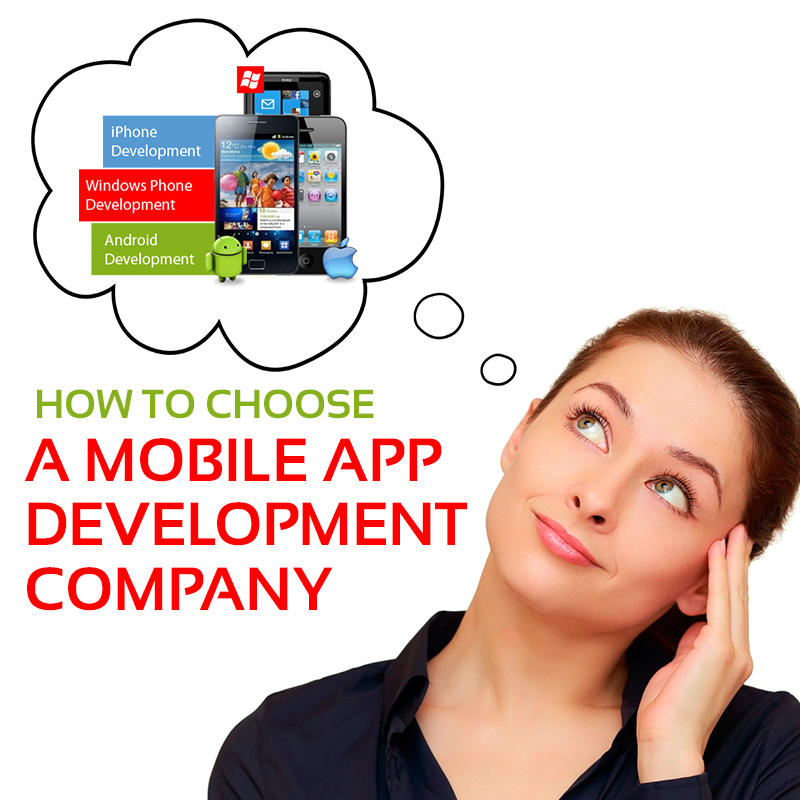 iPhone
Development
Windows Phone
Development
Android
Development
HOW TO CHOOSE
A MOBILE APP
DEVELOPMENT
COMPANY